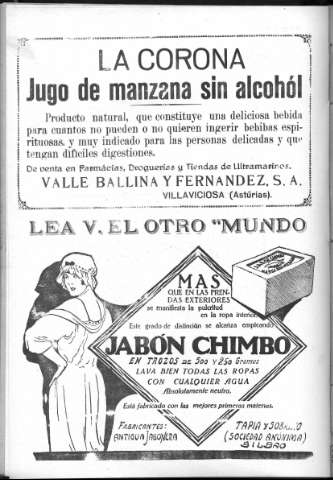 LA CORONA
Jugo de manzana sin alcohól
Producto natural, que constituye una deliciosa bebida
para cuantos no pueden o no quieren ingerir bebibas espi-
rituosas, y muy indicado para las personas delicadas y que
tengan difíciles digestiones.
De venta en Farmácias, Droguerías y Tiendas de Ultramarinos.
VALLE BALLINA Y FERNANDEZ, S. A.
VILLAVICIOSA (Astúrias).
LEA V. EL OTRO "MUNDO
MAS
QUE EN LAS PREN-
DAS EXTERIORES
se manifiesta la pulcritud
en la ropa interior
Este grado de distinción se alcanza empleando
JABÓN CHIMBO
EN TROZOS DE 500 Y 250 Gramos
LAVA BIEN TODAS LAS ROPAS
CON CUALQUIER AGUA
Absolutamente neutro.
Está fabricado con las mejores primeras materias.
FABRICANTES:
TAPIA Y SOBRINO
(SOCIEDAD ANÓNIMA)
BILBAO